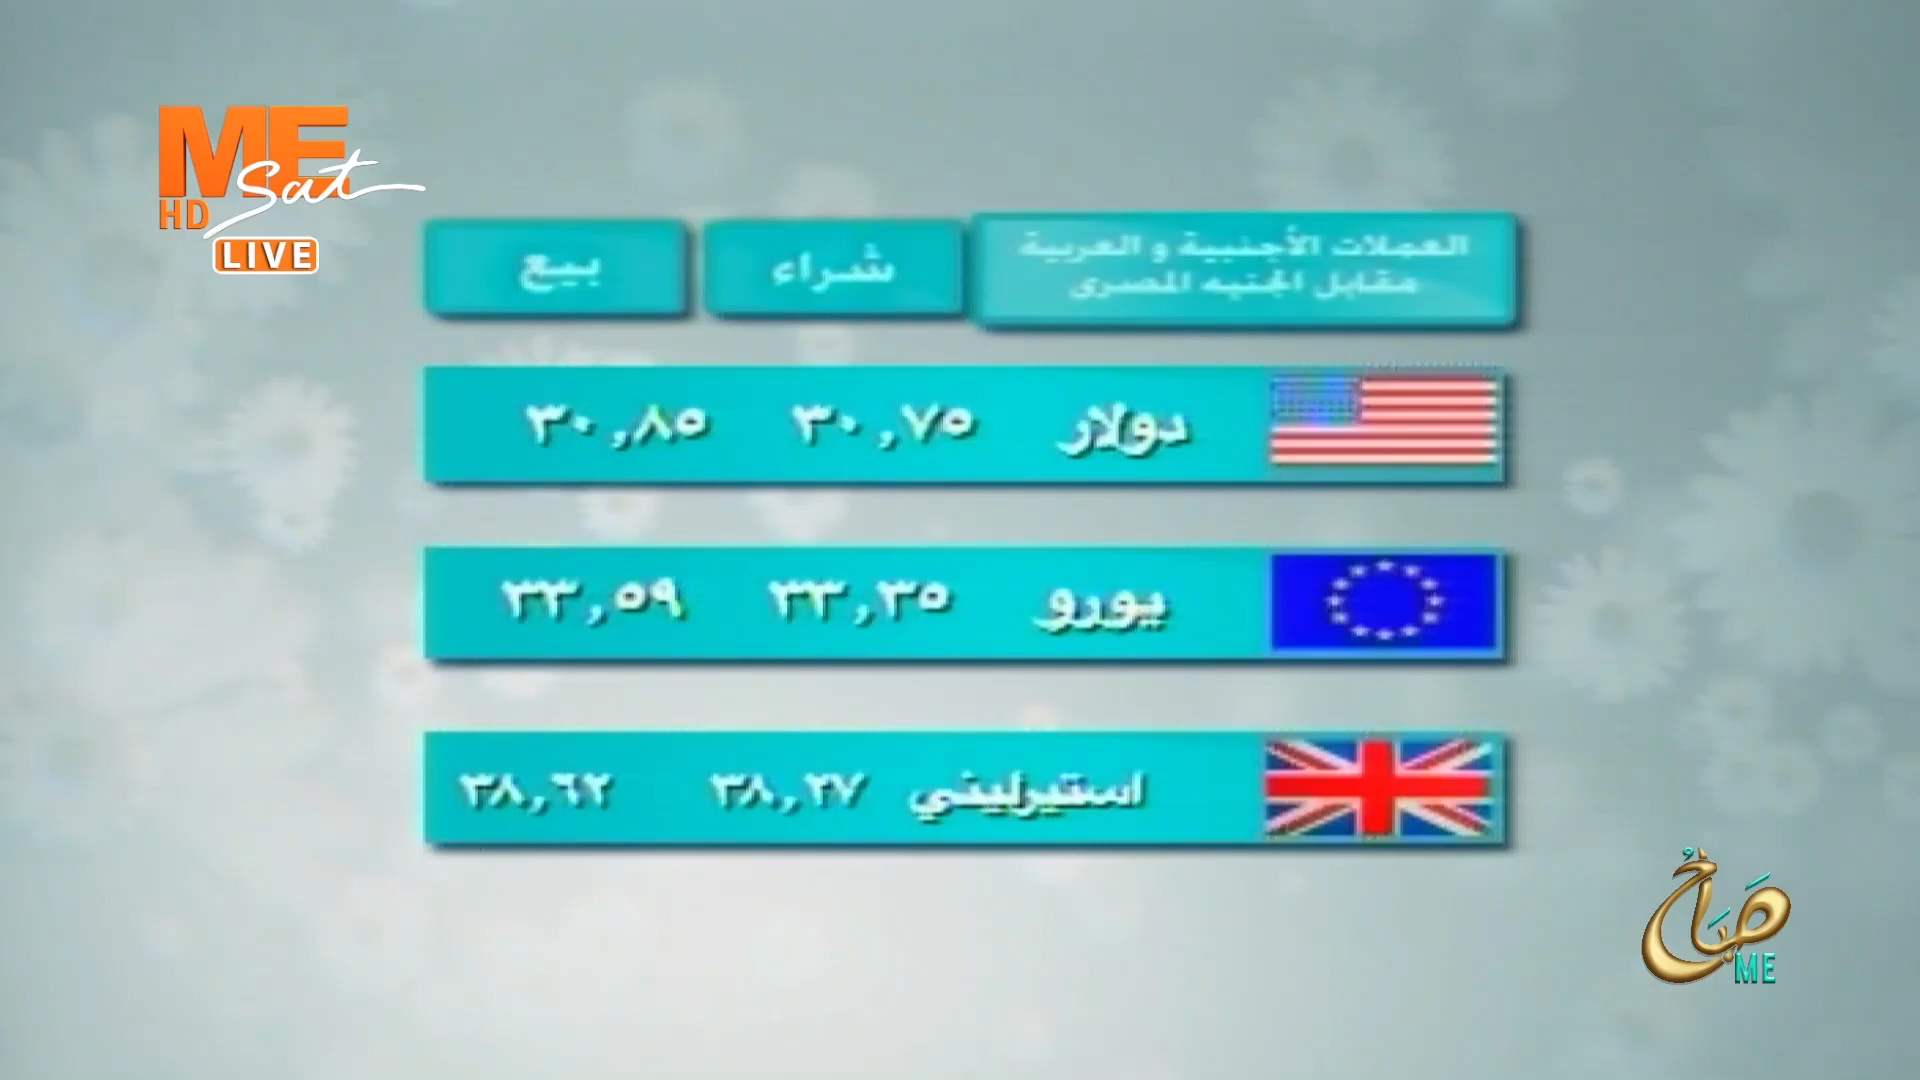 ME
Sat
HD
LIVE
العملات الأجنبية و العربية
مقابل الجنيه المصرى
شراء
بيع
دولار ٣٠,٧٥ ٣٠,٨٥
يورو ٣٣,٣٥ ٣٣,٥٩
استيرليني ٣٨,٢٧ ٣٨,٦٢
صَبَاحُ
ME